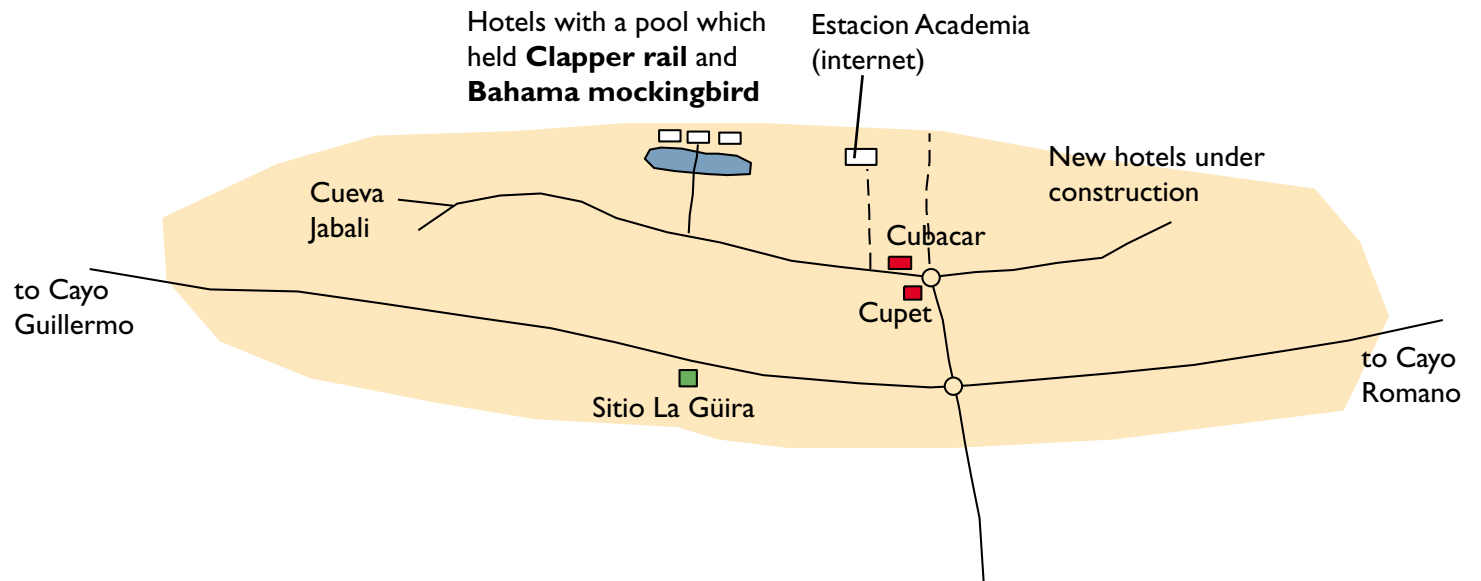 Hotels with a pool which
held Clapper rail and
Bahama mockingbird
Estacion Academia
(internet)
New hotels under
construction
Cueva
Jabali
Cubacar
to Cayo
Guillermo
Cupet
to Cayo
Romano
Sitio La Güira